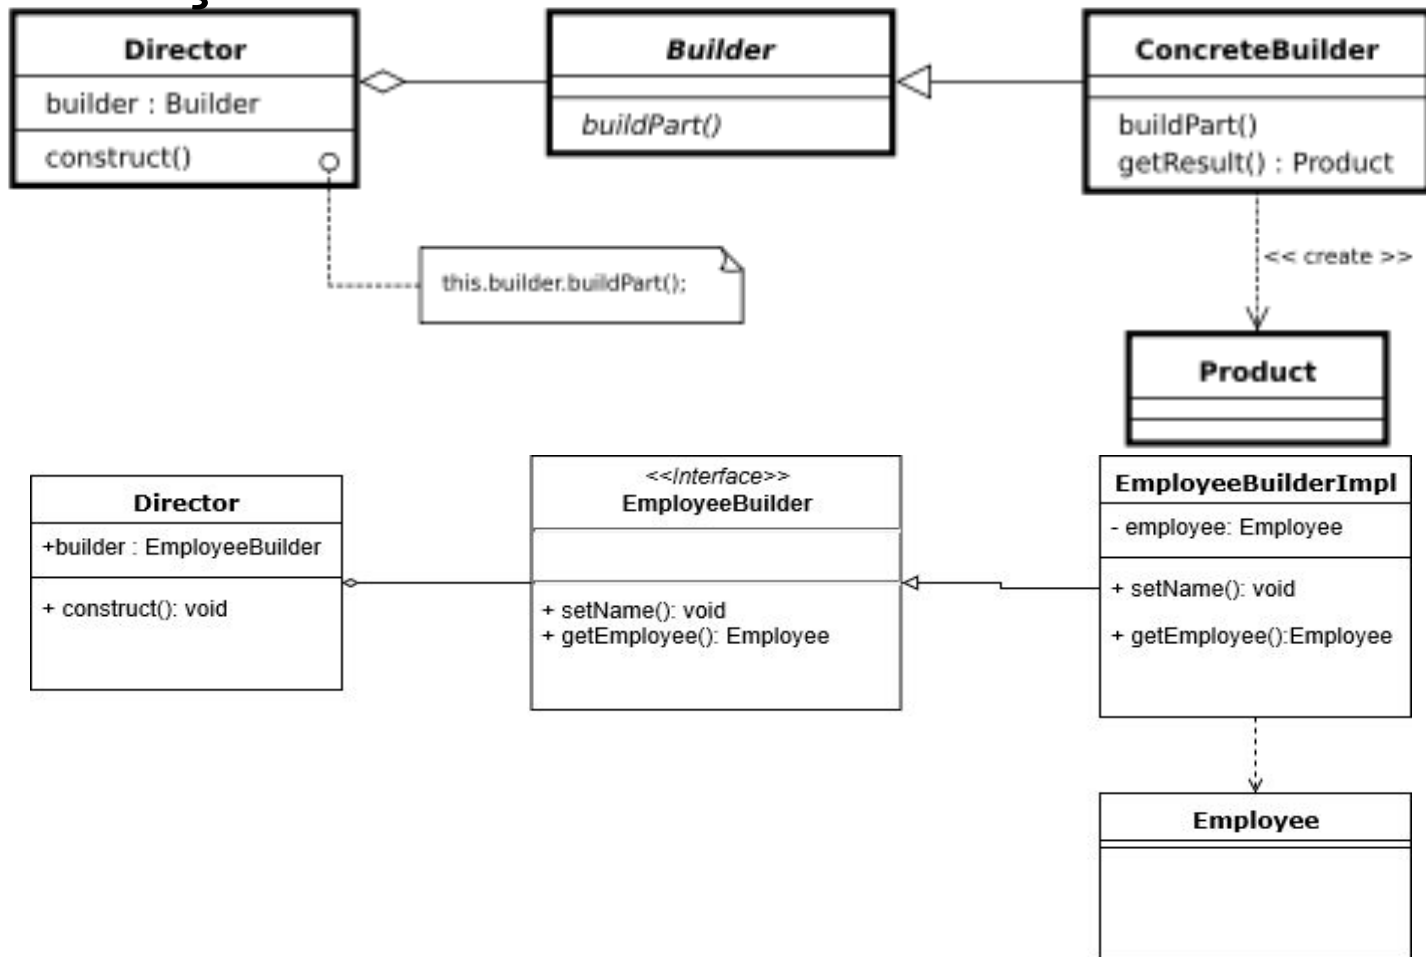 Director
builder : Builder
construct()
Builder
buildPart()
ConcreteBuilder
buildPart()
getResult() : Product
this.builder.buildPart();
<< create >>
Product
Director
+builder : EmployeeBuilder
+ construct(): void
<<Interface>>
EmployeeBuilder
+ setName(): void
+ getEmployee(): Employee
EmployeeBuilderImpl
- employee: Employee
+ setName(): void
+ getEmployee():Employee
Employee